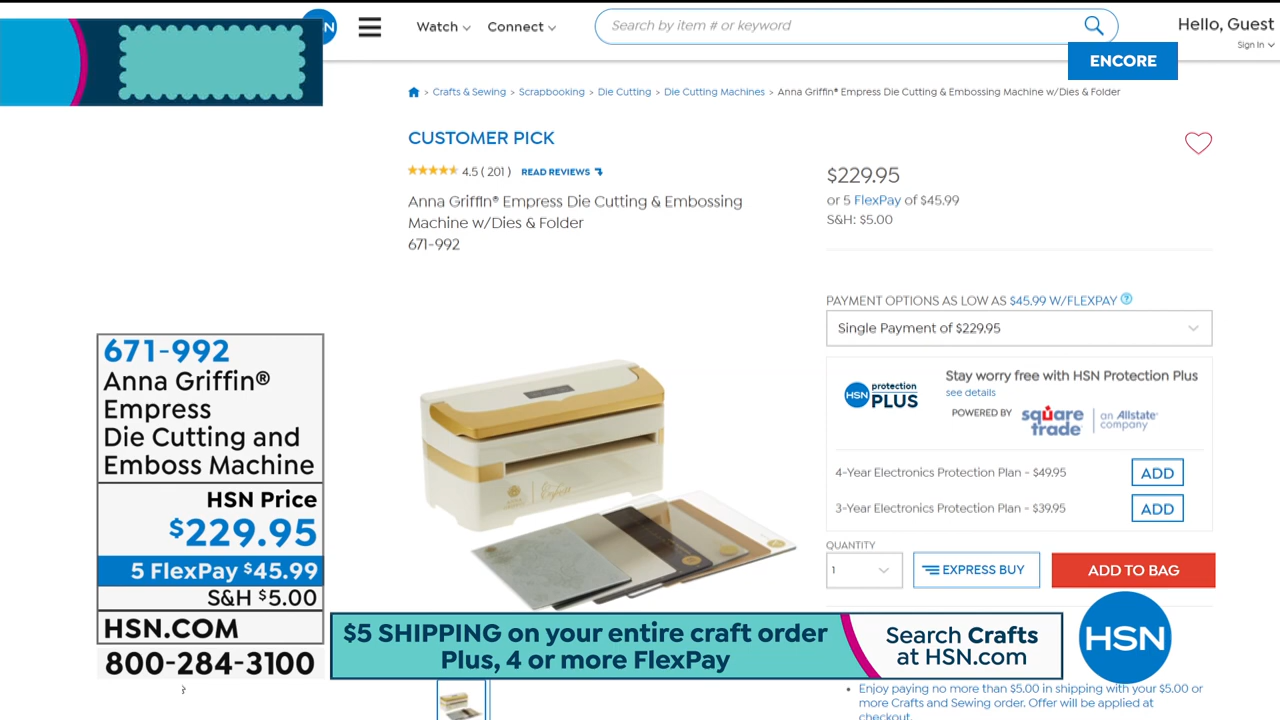 SN
Watch
Connect
Search by item # or keyword
Hello, Guest
Sign In
ENCORE
> Crafts & Sewing > Scrapbooking > Die Cutting > Die Cutting Machines > Anna Griffin® Empress Die Cutting & Embossing Machine w/Dies & Folder
CUSTOMER PICK
4.5 ( 201 ) READ REVIEWS
Anna Griffin® Empress Die Cutting & Embossing
Machine w/Dies & Folder
671-992
$229.95
or 5 FlexPay of $45.99
S&H: $5.00
PAYMENT OPTIONS AS LOW AS $45.99 W/FLEXPAY ?
Single Payment of $229.95
HSN protection PLUS
Stay worry free with HSN Protection Plus
see details
POWERED BY square trade | an Allstate company
4-Year Electronics Protection Plan - $49.95 ADD
3-Year Electronics Protection Plan - $39.95 ADD
QUANTITY
1
EXPRESS BUY
ADD TO BAG
671-992
Anna Griffin®
Empress
Die Cutting and
Emboss Machine
HSN Price
$229.95
5 FlexPay $45.99
S&H $5.00
HSN.COM
800-284-3100
$5 SHIPPING on your entire craft order
Plus, 4 or more FlexPay
Search Crafts
at HSN.com
HSN
• Enjoy paying no more than $5.00 in shipping with your $5.00 or
more Crafts and Sewing order. Offer will be applied at
checkout.